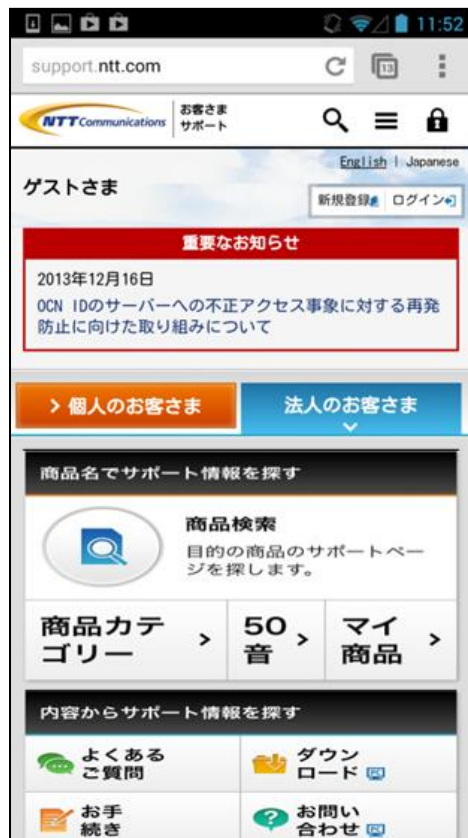 11:52
support.ntt.com
13
NTT Communications
お客さま
サポート
English | Japanese
ゲストさま
新規登録
ログイン
重要なお知らせ
2013年12月16日
OCN IDのサーバーへの不正アクセス事象に対する再発
防止に向けた取り組みについて
> 個人のお客さま
法人のお客さま
商品名でサポート情報を探す
商品検索
目的の商品のサポートペー
ジを探します。
商品カテ
ゴリー
50
音
マイ
商品
内容からサポート情報を探す
よくある
ご質問
ダウン
ロード
お手
続き
お問い
合わせ